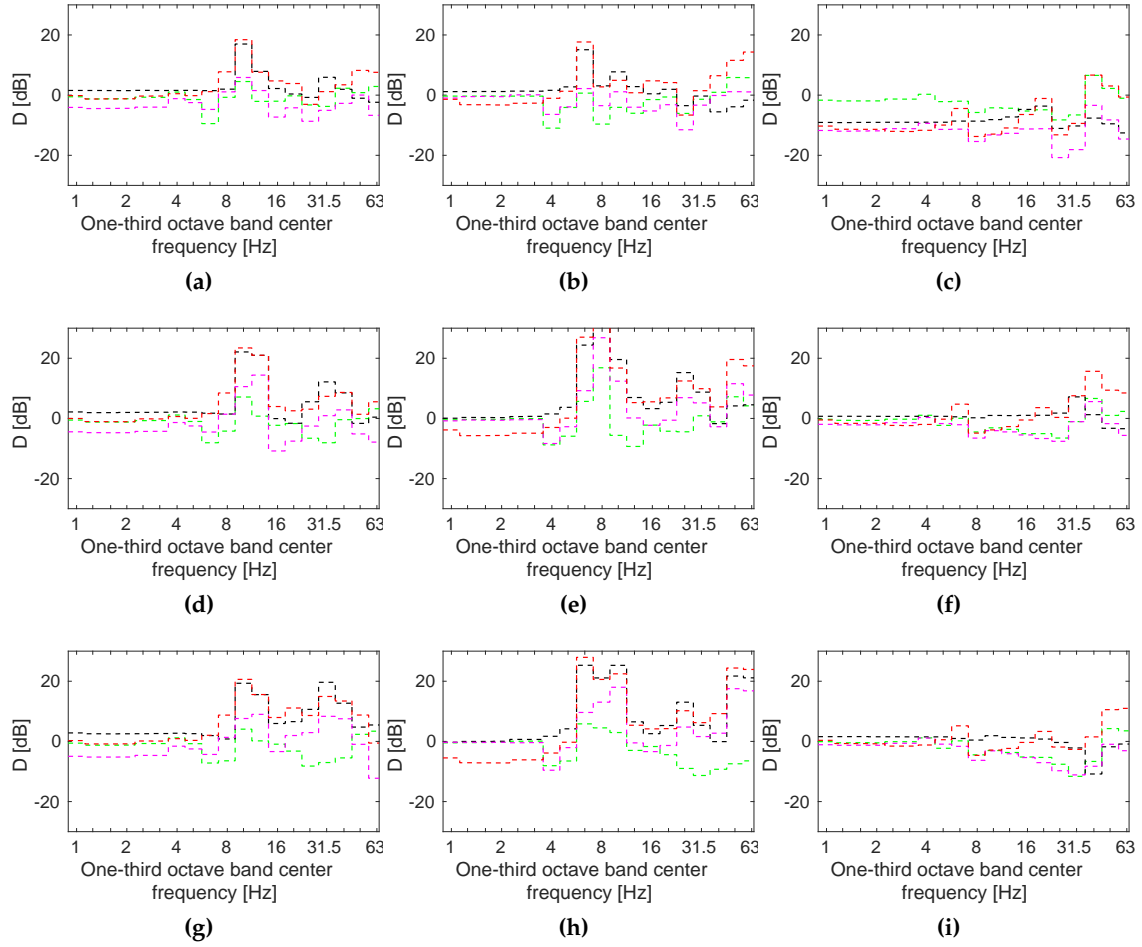 20
0
-20
D [dB]
1 2 4 8 16 31.5 63
One-third octave band center
frequency [Hz]
(a)
20
0
-20
D [dB]
1 2 4 8 16 31.5 63
One-third octave band center
frequency [Hz]
(b)
20
0
-20
D [dB]
1 2 4 8 16 31.5 63
One-third octave band center
frequency [Hz]
(c)
20
0
-20
D [dB]
1 2 4 8 16 31.5 63
One-third octave band center
frequency [Hz]
(d)
20
0
-20
D [dB]
1 2 4 8 16 31.5 63
One-third octave band center
frequency [Hz]
(e)
20
0
-20
D [dB]
1 2 4 8 16 31.5 63
One-third octave band center
frequency [Hz]
(f)
20
0
-20
D [dB]
1 2 4 8 16 31.5 63
One-third octave band center
frequency [Hz]
(g)
20
0
-20
D [dB]
1 2 4 8 16 31.5 63
One-third octave band center
frequency [Hz]
(h)
20
0
-20
D [dB]
1 2 4 8 16 31.5 63
One-third octave band center
frequency [Hz]
(i)